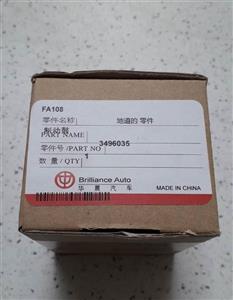 FA108
零件名称 地道的 零件
制动鼓
PART NAME
3496035
零件号/PART NO
1
数 量 / QTY
Brilliance Auto
华 晨 汽 车
MADE IN CHINA